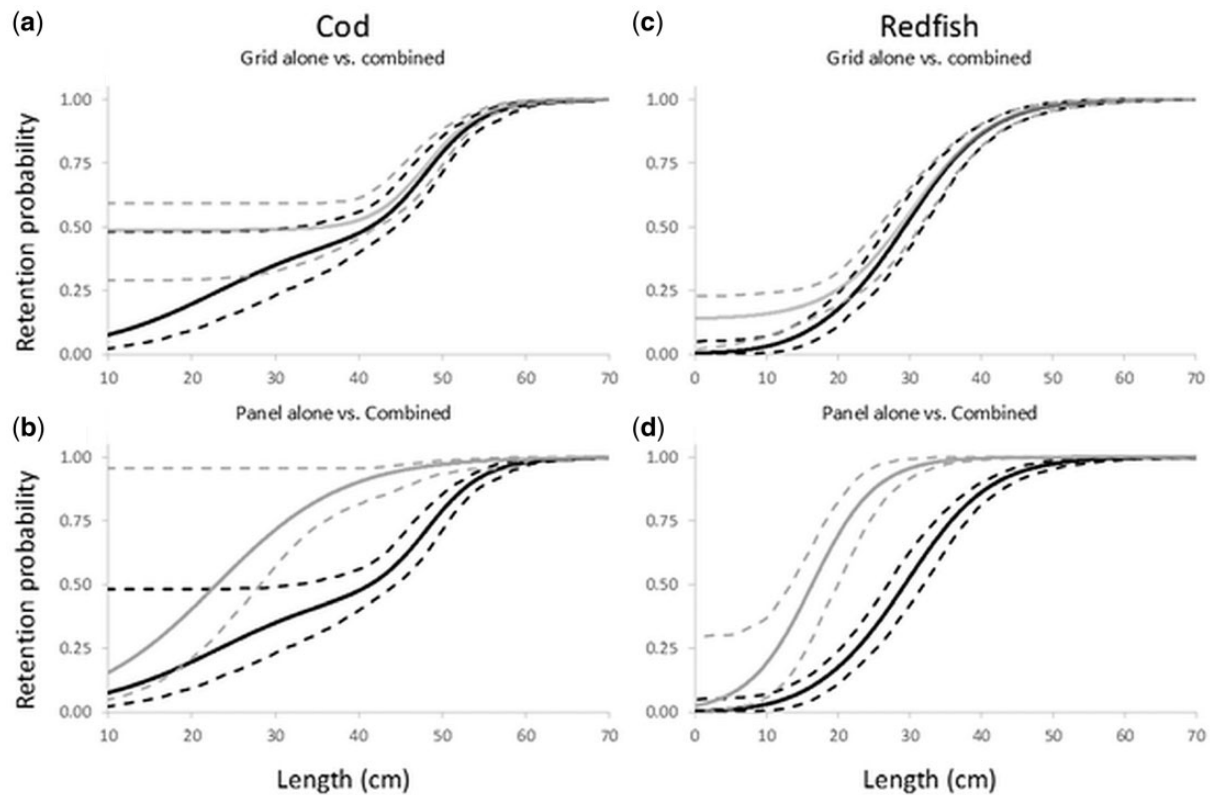 (a)
Cod
Grid alone vs. combined
Retention probability
1.00
0.75
0.50
0.25
0.00
10 20 30 40 50 60 70
(c)
Redfish
Grid alone vs. combined
1.00
0.75
0.50
0.25
0.00
0 10 20 30 40 50 60 70
(b)
Panel alone vs. Combined
Retention probability
1.00
0.75
0.50
0.25
0.00
10 20 30 40 50 60 70
Length (cm)
(d)
Panel alone vs. Combined
1.00
0.75
0.50
0.25
0.00
0 10 20 30 40 50 60 70
Length (cm)